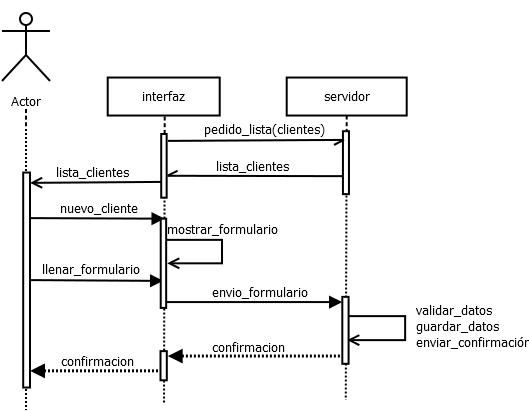 Actor
interfaz
servidor
pedido_lista(clientes)
lista_clientes
lista_clientes
nuevo_cliente
mostrar_formulario
llenar_formulario
envio_formulario
validar_datos
guardar_datos
enviar_confirmación
confirmacion
confirmacion